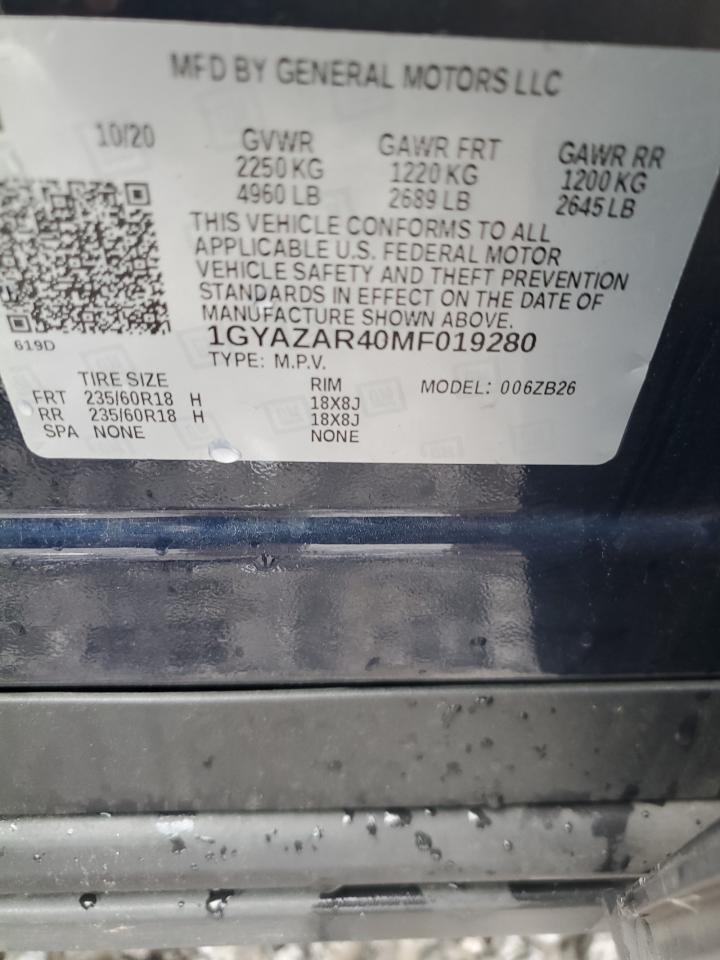 MFD BY GENERAL MOTORS LLC
10/20 GVWR GAWR FRT GAWR RR
2250 KG 1220 KG 1200 KG
4960 LB 2689 LB 2645 LB
THIS VEHICLE CONFORMS TO ALL
APPLICABLE U.S. FEDERAL MOTOR
VEHICLE SAFETY AND THEFT PREVENTION
STANDARDS IN EFFECT ON THE DATE OF
MANUFACTURE SHOWN ABOVE.
619D 1GYAZAR40MF019280
TYPE: M.P.V.
TIRE SIZE RIM MODEL: 006ZB26
FRT 235/60R18 H 18X8J
RR 235/60R18 H 18X8J
SPA NONE NONE